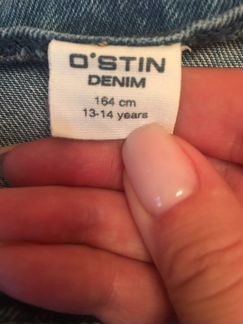 O'STIN
DENIM
164 cm
13-14 years